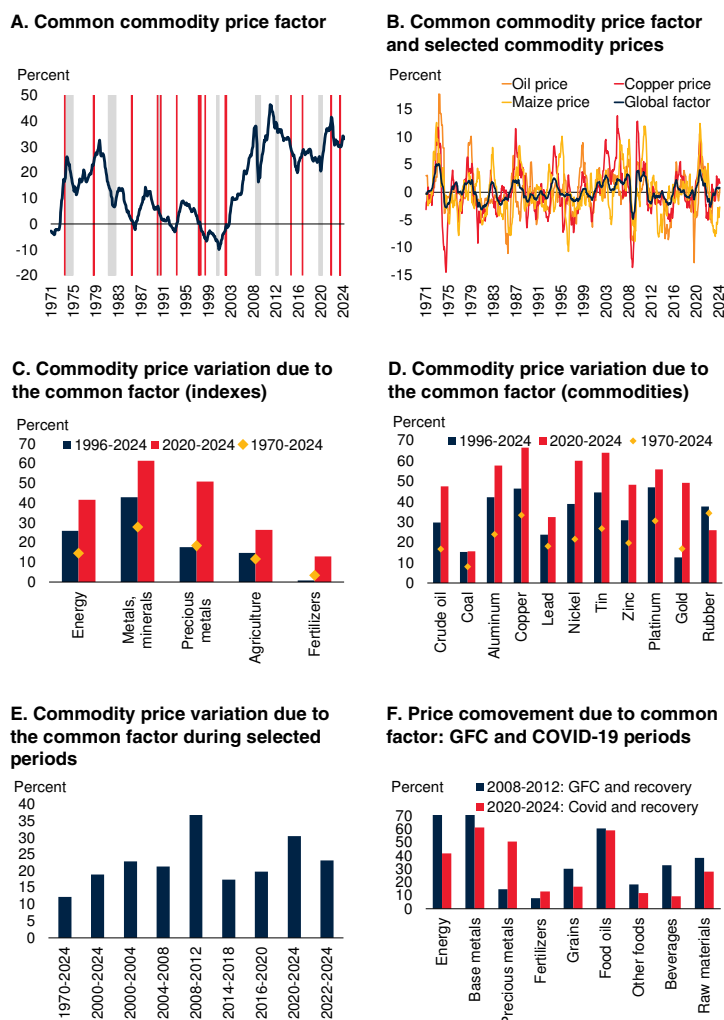 A. Common commodity price factor
Percent
50
40
30
20
10
0
-10
-20
1971
1975
1979
1983
1987
1991
1995
1999
2003
2008
2012
2016
2020
2024
B. Common commodity price factor
and selected commodity prices
Percent
Oil price
Copper price
Maize price
Global factor
15
10
5
0
-5
-10
-15
1971
1975
1979
1983
1987
1991
1995
1999
2003
2008
2012
2016
2020
2024
C. Commodity price variation due to
the common factor (indexes)
Percent
1996-2024
2020-2024
1970-2024
70
60
50
40
30
20
10
0
Energy
Metals,
minerals
Precious
metals
Agriculture
Fertilizers
D. Commodity price variation due to
the common factor (commodities)
Percent
1996-2024
2020-2024
1970-2024
70
60
50
40
30
20
10
0
Crude oil
Coal
Aluminum
Copper
Lead
Nickel
Tin
Zinc
Platinum
Gold
Rubber
E. Commodity price variation due to
the common factor during selected
periods
Percent
40
35
30
25
20
15
10
5
0
1970-2024
2000-2024
2000-2004
2004-2008
2008-2012
2014-2018
2016-2020
2020-2024
2022-2024
F. Price comovement due to common
factor: GFC and COVID-19 periods
Percent
2008-2012: GFC and recovery
2020-2024: Covid and recovery
70
60
50
40
30
20
10
0
Energy
Base metals
Precious metals
Fertilizers
Grains
Food oils
Other foods
Beverages
Raw materials